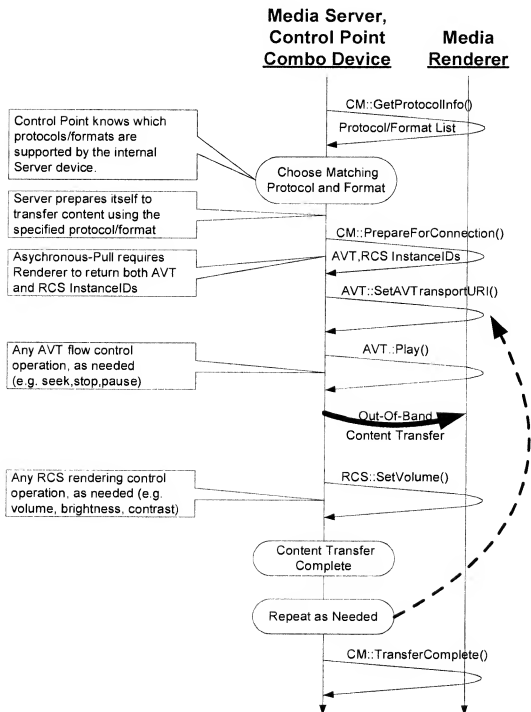 Media Server,
Control Point
Combo Device
Media
Renderer
CM::GetProtocolInfo()
Protocol/Format List
Control Point knows which
protocols/formats are
supported by the internal
Server device.
Choose Matching
Protocol and Format
Server prepares itself to
transfer content using the
specified protocol/format
CM::PrepareForConnection()
AVT,RCS InstanceIDs
Asychronous-Pull requires
Renderer to return both AVT
and RCS InstanceIDs
AVT::SetAVTransportURI()
Any AVT flow control
operation, as needed
(e.g. seek,stop,pause)
AVT::Play()
Out-Of-Band
Content Transfer
Any RCS rendering control
operation, as needed (e.g.
volume, brightness, contrast)
RCS::SetVolume()
Content Transfer
Complete
Repeat as Needed
CM::TransferComplete()